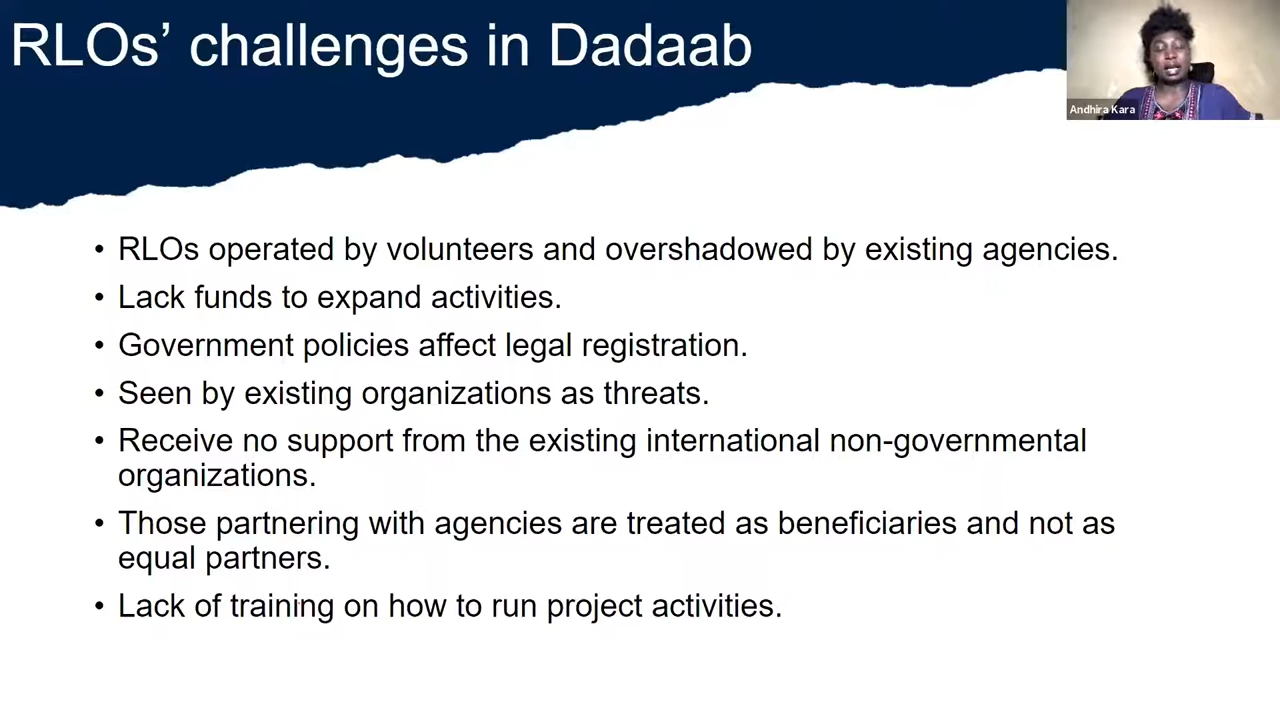 RLOs’ challenges in Dadaab
Andhira Kara
• RLOs operated by volunteers and overshadowed by existing agencies.
• Lack funds to expand activities.
• Government policies affect legal registration.
• Seen by existing organizations as threats.
• Receive no support from the existing international non-governmental
organizations.
• Those partnering with agencies are treated as beneficiaries and not as
equal partners.
• Lack of training on how to run project activities.